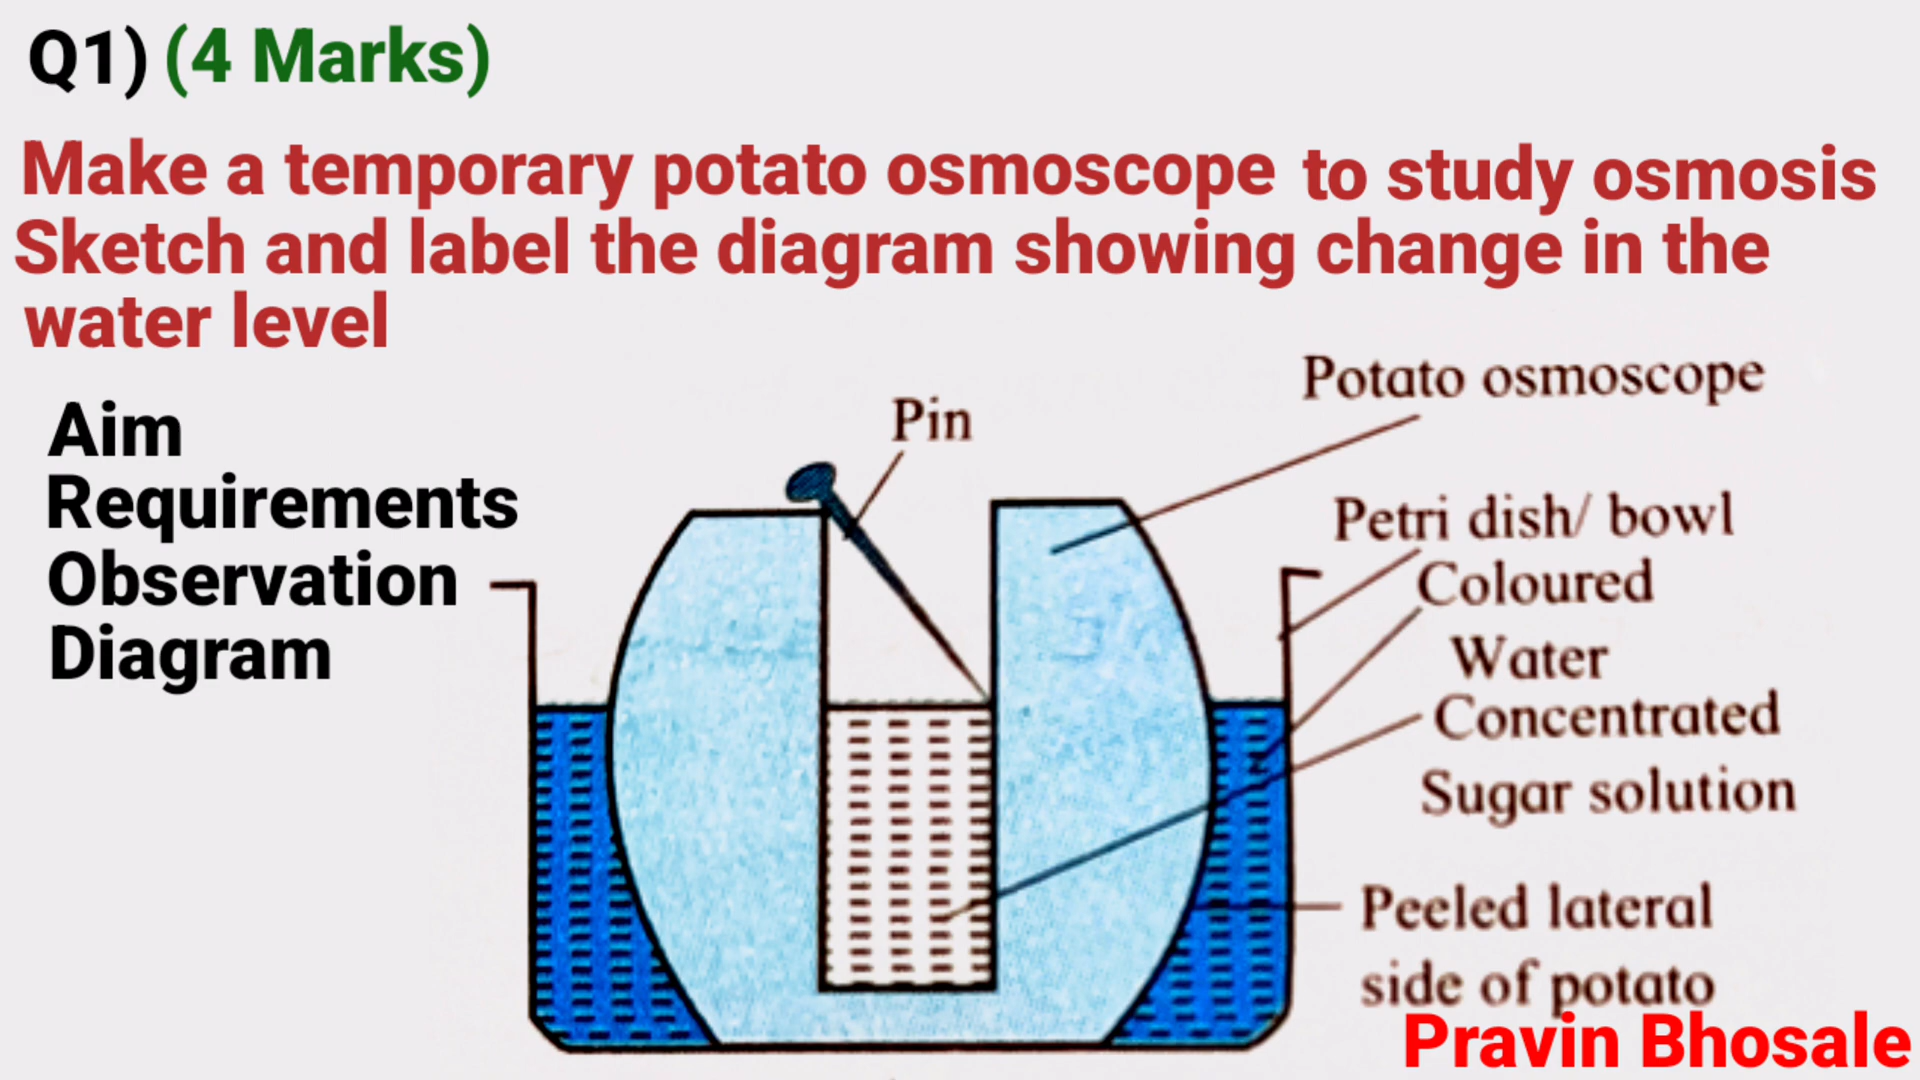 Q1) (4 Marks)
Make a temporary potato osmoscope to study osmosis
Sketch and label the diagram showing change in the
water level
Aim
Requirements
Observation
Diagram
Pin
Potato osmoscope
Petri dish/ bowl
Coloured
Water
Concentrated
Sugar solution
Peeled lateral
side of potato
Pravin Bhosale